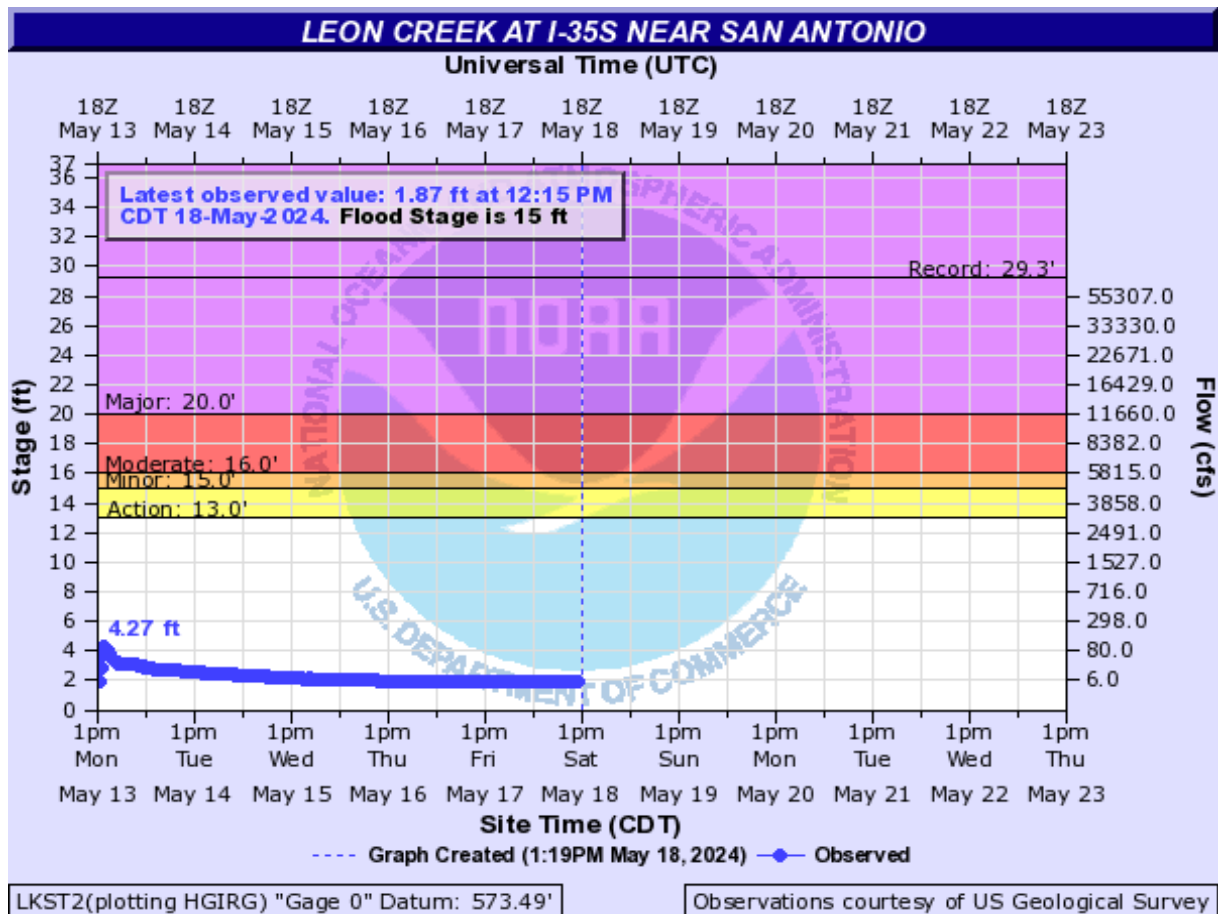 LEON CREEK AT I-35S NEAR SAN ANTONIO
Universal Time (UTC)
18Z 18Z 18Z 18Z 18Z 18Z 18Z 18Z 18Z 18Z 18Z
May 13 May 14 May 15 May 16 May 17 May 18 May 19 May 20 May 21 May 22 May 23
Latest observed value: 1.87 ft at 12:15 PM
CDT 18-May-2024. Flood Stage is 15 ft
Stage (ft)
37
36
34
32
30
28
26
24
22
20
18
16
14
12
10
8
6
4
2
0
Record: 29.3'
Major: 20.0'
Moderate: 16.0'
Minor: 15.0'
Action: 13.0'
4.27 ft
NATIONAL OCEANIC AND ATMOSPHERIC ADMINISTRATION
NOAA
U.S. DEPARTMENT OF COMMERCE
55307.0
33330.0
22671.0
16429.0
11660.0
8382.0
5815.0
3858.0
2491.0
1527.0
716.0
298.0
80.0
6.0
Flow (cfs)
1pm 1pm 1pm 1pm 1pm 1pm 1pm 1pm 1pm 1pm 1pm
Mon Tue Wed Thu Fri Sat Sun Mon Tue Wed Thu
May 13 May 14 May 15 May 16 May 17 May 18 May 19 May 20 May 21 May 22 May 23
Site Time (CDT)
Graph Created (1:19PM May 18, 2024) Observed
LKST2(plotting HGIRG) "Gage 0" Datum: 573.49'
Observations courtesy of US Geological Survey